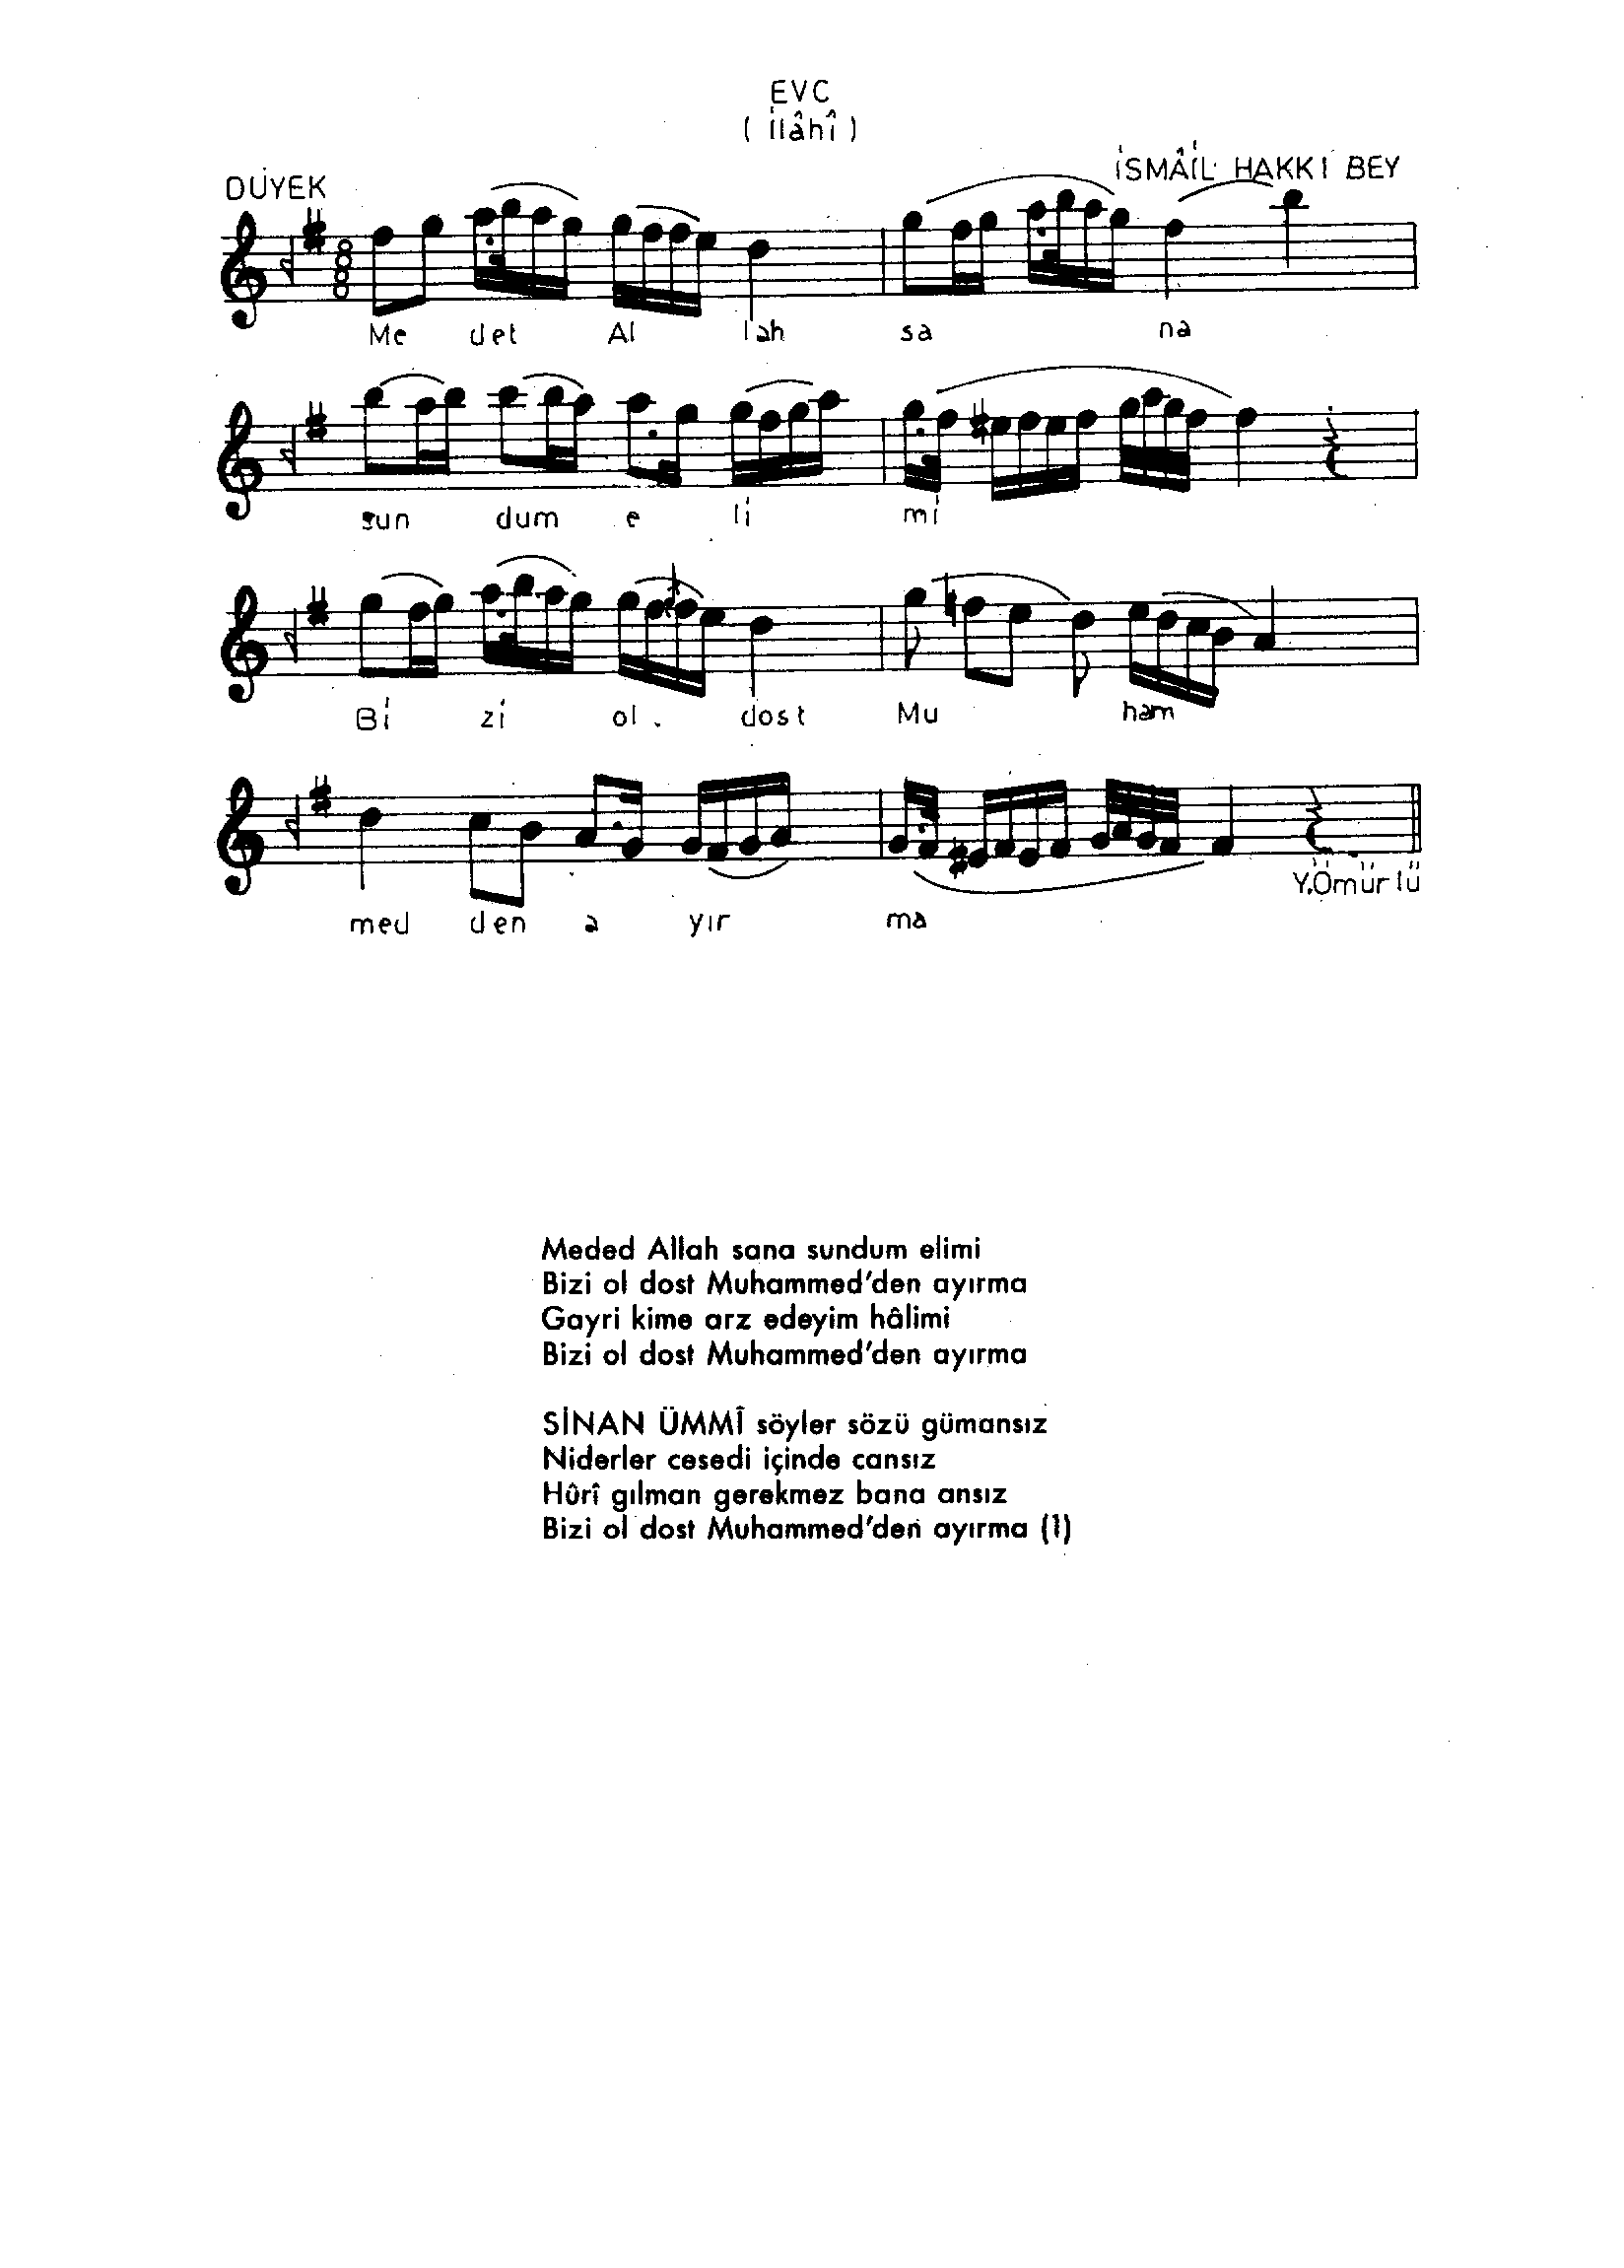 EVC
( İlâhî )
DÜYEK
İSMÂİL HAKKI BEY
8
8
Me det Al lah sa na
sun dum e li mi
Bi zi ol dost Mu ham
Y.Ömürlü
med den a yır ma
Meded Allah sana sundum elimi
Bizi ol dost Muhammed'den ayırma
Gayri kime arz edeyim hâlimi
Bizi ol dost Muhammed'den ayırma
SİNAN ÜMMÎ söyler sözü gümansız
Niderler cesedi içinde cansız
Hûrî gılman gerekmez bana ansız
Bizi ol dost Muhammed'den ayırma (1)